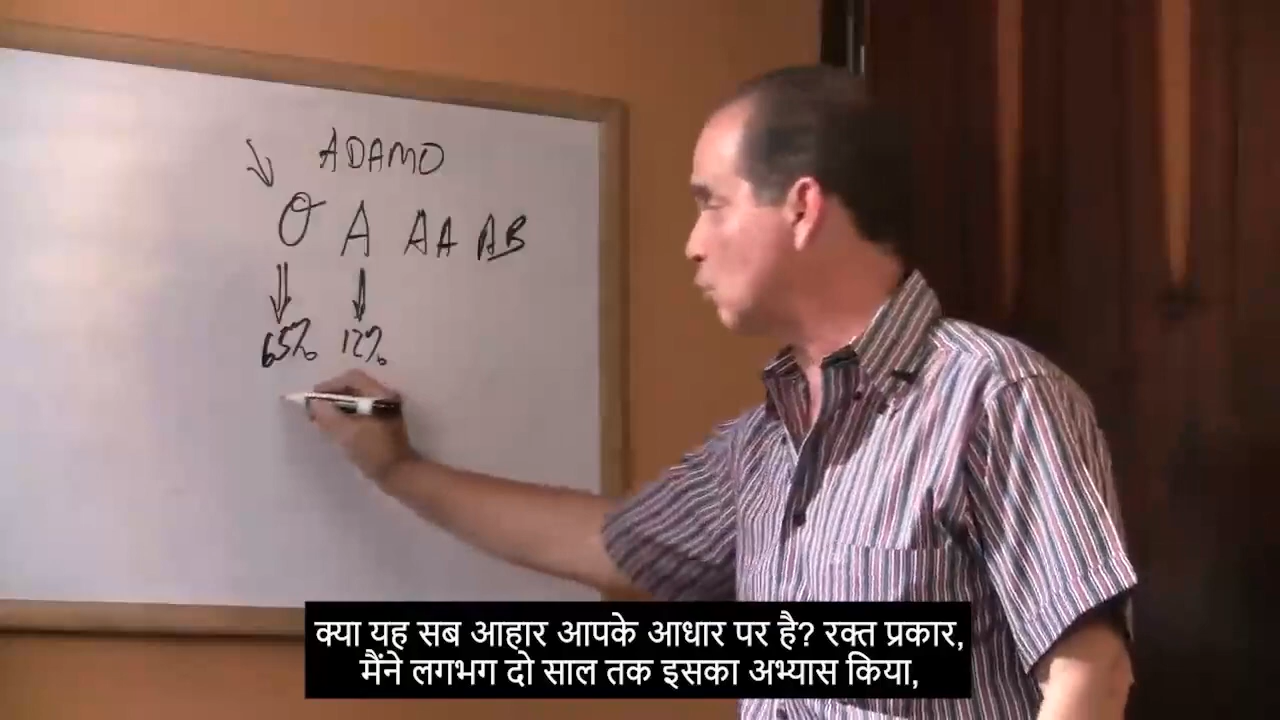 ADAMO
O A AA AB
65% 12%
क्या यह सब आहार आपके आधार पर है? रक्त प्रकार,
मैंने लगभग दो साल तक इसका अभ्यास किया,